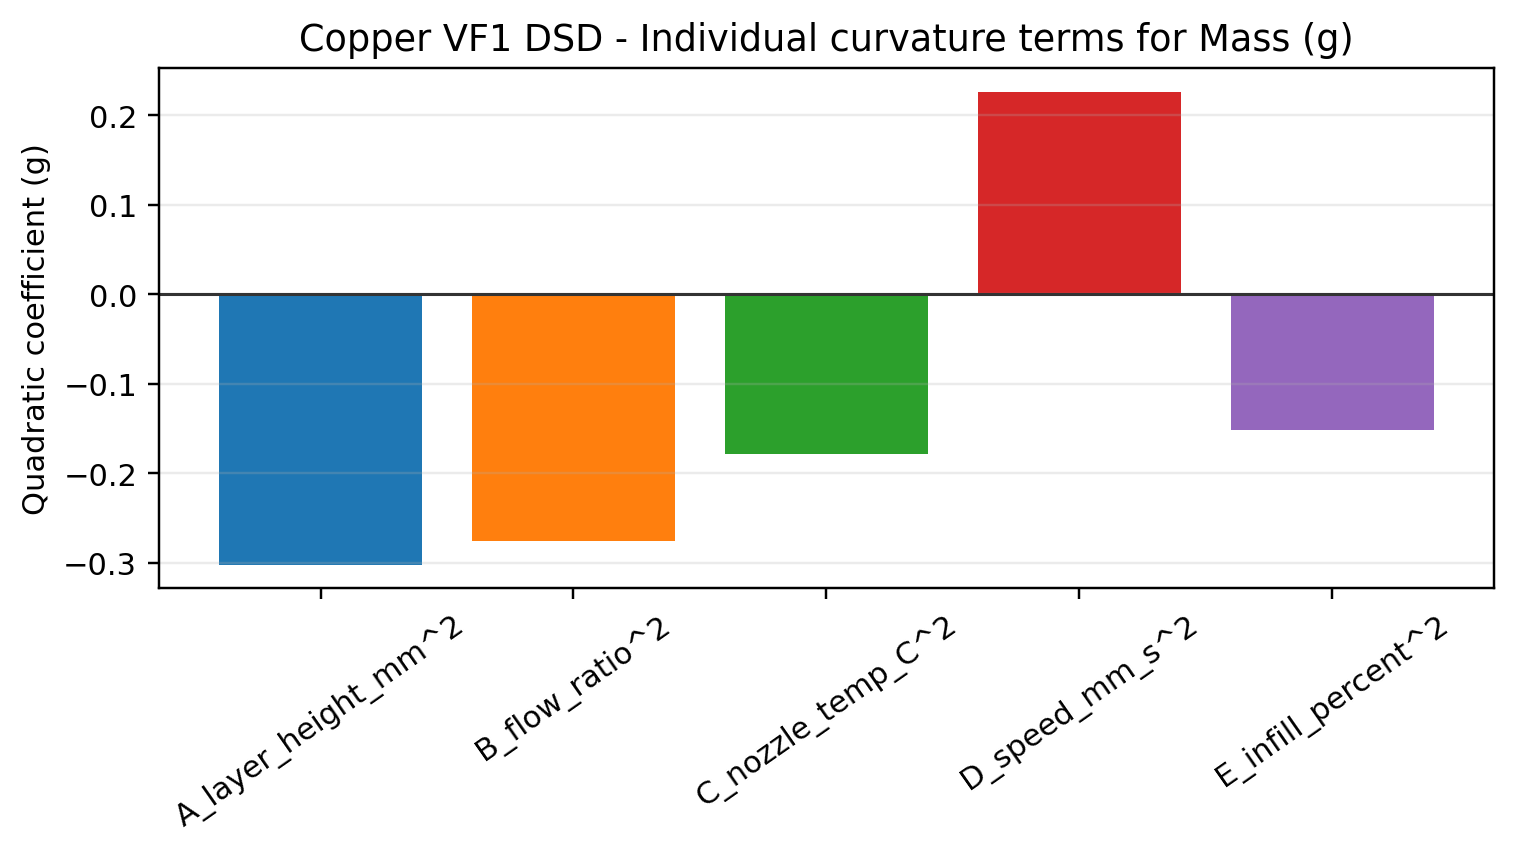 Copper VF1 DSD - Individual curvature terms for Mass (g)
Quadratic coefficient (g)
0.2
0.1
0.0
−0.1
−0.2
−0.3
A_layer_height_mm^2
B_flow_ratio^2
C_nozzle_temp_C^2
D_speed_mm_s^2
E_infill_percent^2